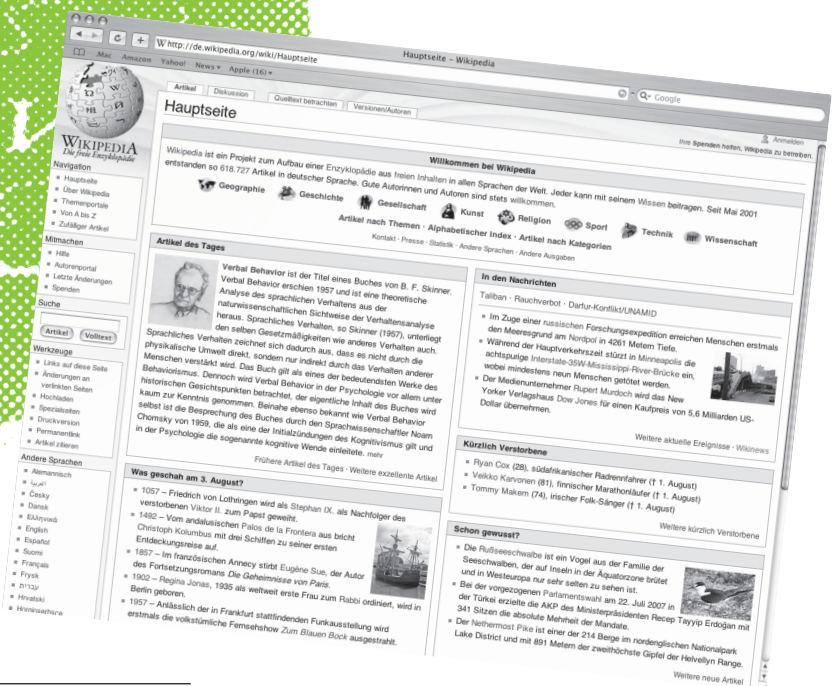 Hauptseite – Wikipedia
W http://de.wikipedia.org/wiki/Hauptseite
Google
Mac Amazon Yahoo! News ▾ Apple (16) ▾
Anmelden
Ihre Spenden helfen, Wikipedia zu betreiben.
Artikel Diskussion Quelltext betrachten Versionen/Autoren
Hauptseite
WIKIPEDIA
Die freie Enzyklopädie
Navigation
Hauptseite
Über Wikipedia
Themenportale
Von A bis Z
Zufälliger Artikel
Mitmachen
Hilfe
Autorenportal
Letzte Änderungen
Spenden
Suche
Artikel Volltext
Werkzeuge
Links auf diese Seite
Änderungen an
verlinkten Seiten
Hochladen
Spezialseiten
Druckversion
Permanentlink
Artikel zitieren
Andere Sprachen
Alemannisch
العربية
Česky
Dansk
Ελληνικά
English
Español
Suomi
Français
Frysk
עברית
Hrvatski
Willkommen bei Wikipedia
Wikipedia ist ein Projekt zum Aufbau einer Enzyklopädie aus freien Inhalten in allen Sprachen der Welt. Jeder kann mit seinem Wissen beitragen. Seit Mai 2001
entstanden so 618.727 Artikel in deutscher Sprache. Gute Autorinnen und Autoren sind stets willkommen.
Geographie Geschichte Gesellschaft Kunst Religion Sport Technik Wissenschaft
Artikel nach Themen · Alphabetischer Index · Artikel nach Kategorien
Kontakt · Presse · Statistik · Andere Sprachen · Andere Ausgaben
Artikel des Tages
Verbal Behavior ist der Titel eines Buches von B. F. Skinner.
Verbal Behavior erschien 1957 und ist eine theoretische
Analyse des sprachlichen Verhaltens aus der
naturwissenschaftlichen Sichtweise der Verhaltensanalyse
heraus. Sprachliches Verhalten, so Skinner (1957), unterliegt
den selben Gesetzmäßigkeiten wie anderes Verhalten auch.
Sprachliches Verhalten zeichnet sich dadurch aus, dass es nicht durch die
physikalische Umwelt direkt, sondern nur indirekt durch das Verhalten anderer
Menschen verstärkt wird. Das Buch gilt als eines der bedeutendsten Werke des
Behaviorismus. Dennoch wird Verbal Behavior in der Psychologie vor allem unter
historischen Gesichtspunkten betrachtet, der eigentliche Inhalt des Buches wird
kaum zur Kenntnis genommen. Beinahe ebenso bekannt wie Verbal Behavior
selbst ist die Besprechung des Buches durch den Sprachwissenschaftler Noam
Chomsky von 1959, die als eine der Initialzündungen des Kognitivismus gilt und
in der Psychologie die sogenannte kognitive Wende einleitete. mehr
Frühere Artikel des Tages · Weitere exzellente Artikel
Was geschah am 3. August?
1057 – Friedrich von Lothringen wird als Stephan IX. als Nachfolger des
verstorbenen Viktor II. zum Papst geweiht.
1492 – Vom andalusischen Palos de la Frontera aus bricht
Christoph Kolumbus mit drei Schiffen zu seiner ersten
Entdeckungsreise auf.
1857 – Im französischen Annecy stirbt Eugène Sue, der Autor
des Fortsetzungsromans Die Geheimnisse von Paris.
1902 – Regina Jonas, 1935 als weltweit erste Frau zum Rabbi ordiniert, wird in
Berlin geboren.
1957 – Anlässlich der in Frankfurt stattfindenden Funkausstellung wird
erstmals die volkstümliche Fernsehshow Zum Blauen Bock ausgestrahlt.
In den Nachrichten
Taliban · Rauchverbot · Darfur-Konflikt/UNAMID
Im Zuge einer russischen Forschungsexpedition erreichen Menschen erstmals
den Meeresgrund am Nordpol in 4261 Metern Tiefe.
Während der Hauptverkehrszeit stürzt in Minneapolis die
achtspurige Interstate-35W-Mississippi-River-Brücke ein,
wobei mindestens neun Menschen getötet werden.
Der Medienunternehmer Rupert Murdoch wird das New
Yorker Verlagshaus Dow Jones für einen Kaufpreis von 5,6 Milliarden US-
Dollar übernehmen.
Weitere aktuelle Ereignisse · Wikinews
Kürzlich Verstorbene
Ryan Cox (28), südafrikanischer Radrennfahrer († 1. August)
Veikko Karvonen (81), finnischer Marathonläufer († 1. August)
Tommy Makem (74), irischer Folk-Sänger († 1. August)
Weitere kürzlich Verstorbene
Schon gewusst?
Die Rußseeschwalbe ist ein Vogel aus der Familie der
Seeschwalben, der auf Inseln in der Äquatorzone brütet
und in Westeuropa nur sehr selten zu sehen ist.
Bei der vorgezogenen Parlamentswahl am 22. Juli 2007 in
der Türkei erzielte die AKP des Ministerpräsidenten Recep Tayyip Erdoğan mit
341 Sitzen die absolute Mehrheit der Mandate.
Der Nethermost Pike ist einer der 214 Berge im nordenglischen Nationalpark
Lake District und mit 891 Metern der zweithöchste Gipfel der Helvellyn Range.
Weitere neue Artikel